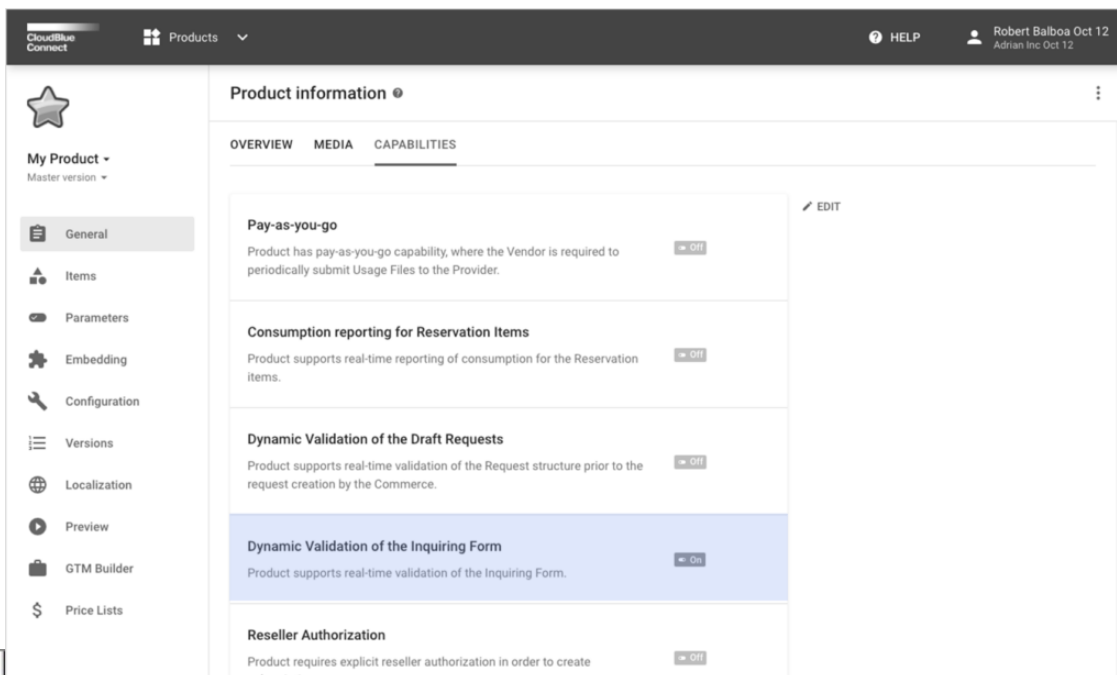 CloudBlue
Connect
Products
HELP
Robert Balboa Oct 12
Adrian Inc Oct 12
Product information
My Product
Master version
General
Items
Parameters
Embedding
Configuration
Versions
Localization
Preview
GTM Builder
Price Lists
OVERVIEW MEDIA CAPABILITIES
EDIT
Pay-as-you-go
Product has pay-as-you-go capability, where the Vendor is required to
periodically submit Usage Files to the Provider.
Off
Consumption reporting for Reservation Items
Product supports real-time reporting of consumption for the Reservation
items.
Off
Dynamic Validation of the Draft Requests
Product supports real-time validation of the Request structure prior to the
request creation by the Commerce.
Off
Dynamic Validation of the Inquiring Form
Product supports real-time validation of the Inquiring Form.
On
Reseller Authorization
Product requires explicit reseller authorization in order to create
Off